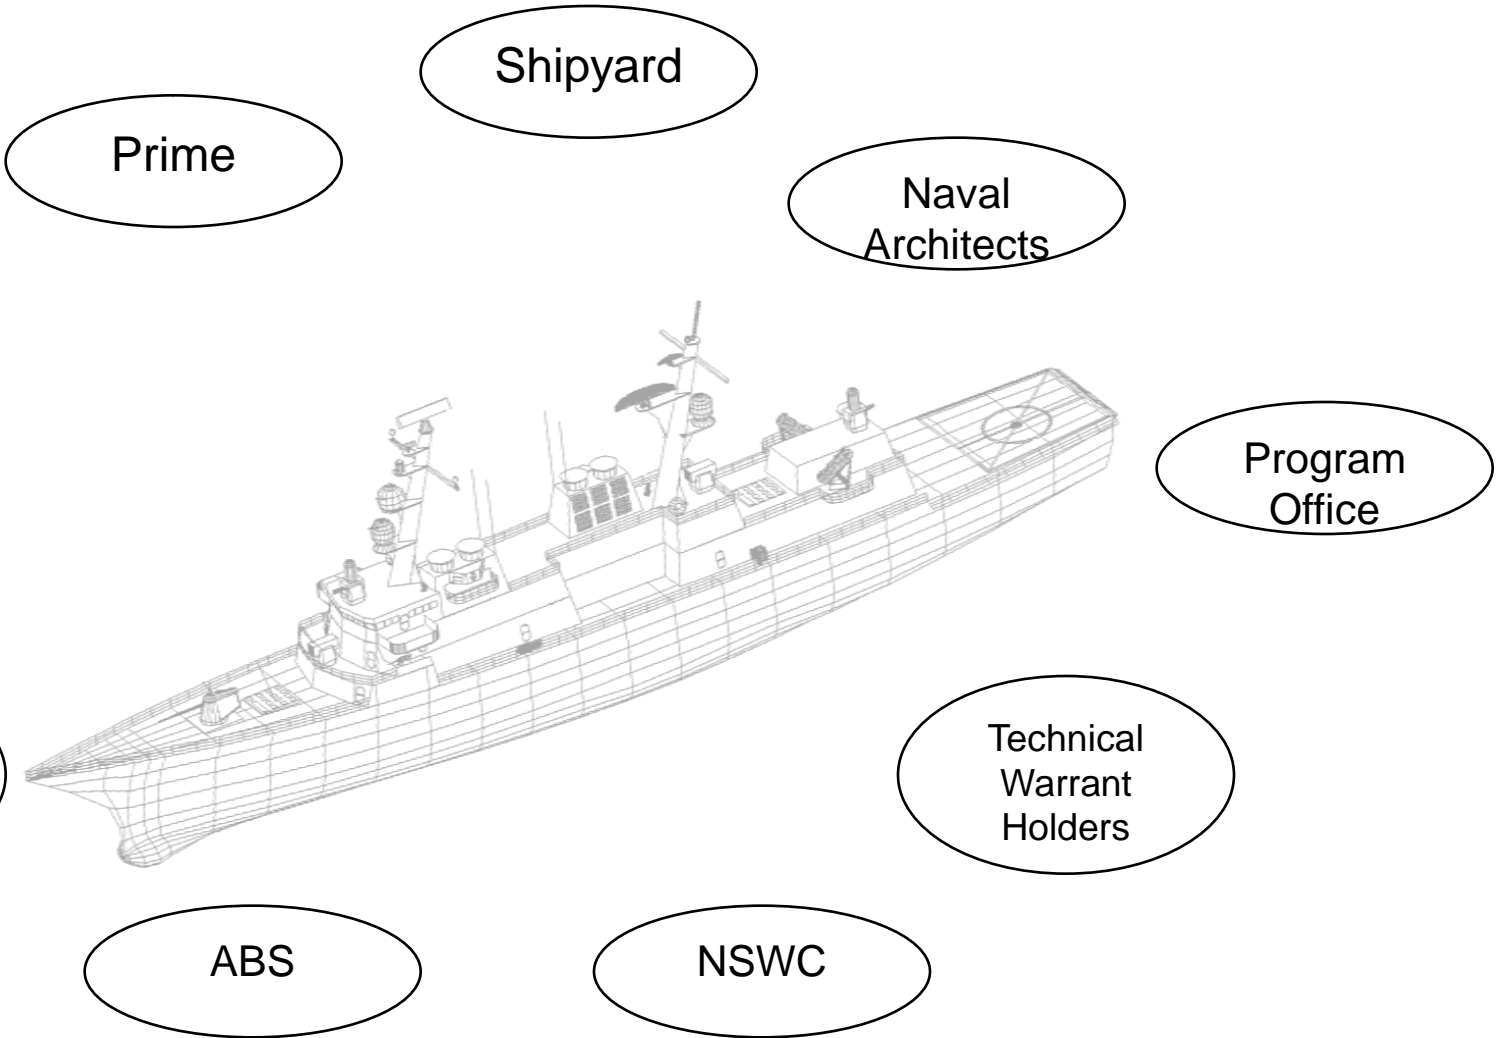 Shipyard
Prime
Naval
Architects
Program
Office
Technical
Warrant
Holders
ABS
NSWC